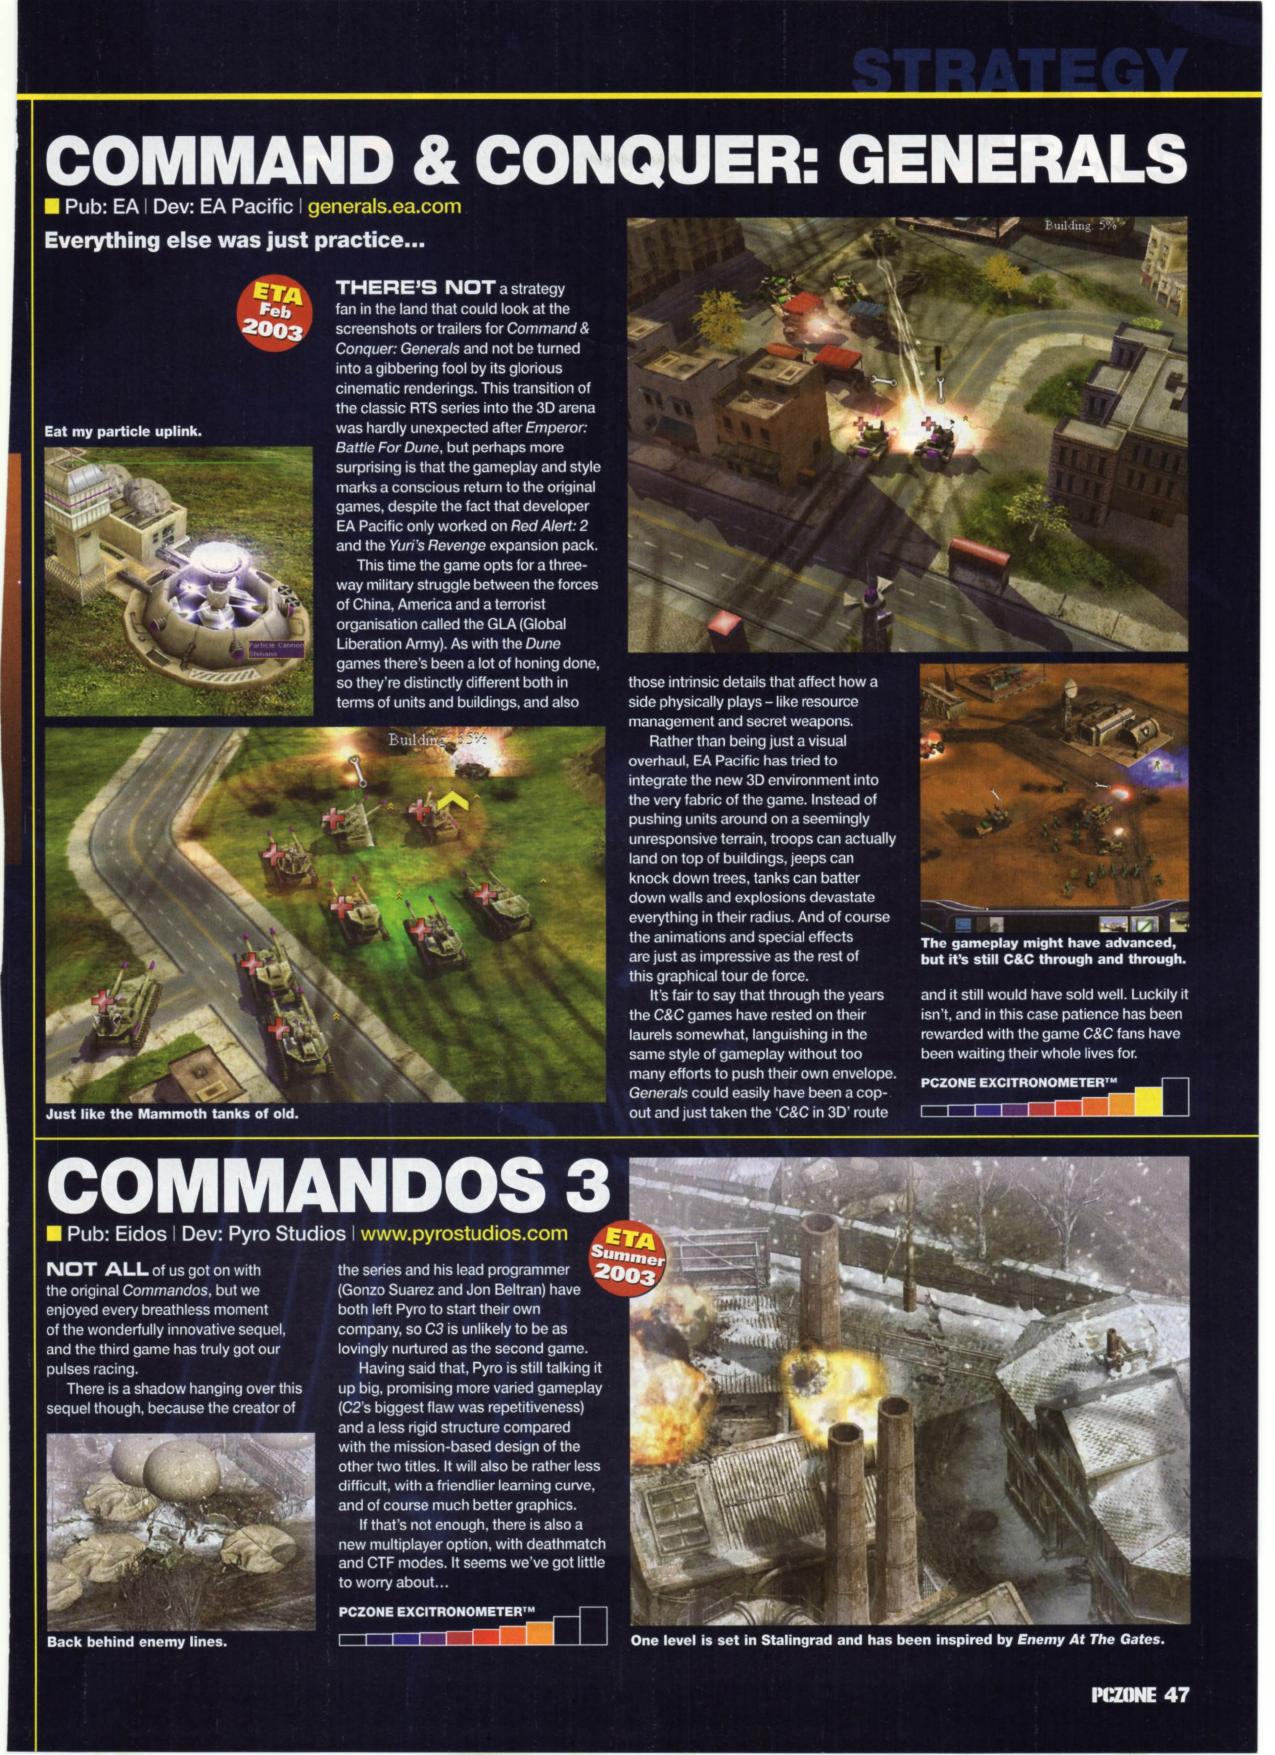 STRATEGY
COMMAND & CONQUER: GENERALS
Pub: EA | Dev: EA Pacific | generals.ea.com
Everything else was just practice...
ETA
Feb
2003
THERE'S NOT a strategy
fan in the land that could look at the
screenshots or trailers for Command &
Conquer: Generals and not be turned
into a gibbering fool by its glorious
cinematic renderings. This transition of
the classic RTS series into the 3D arena
was hardly unexpected after Emperor:
Battle For Dune, but perhaps more
surprising is that the gameplay and style
marks a conscious return to the original
games, despite the fact that developer
EA Pacific only worked on Red Alert: 2
and the Yuri's Revenge expansion pack.
This time the game opts for a three-
way military struggle between the forces
of China, America and a terrorist
organisation called the GLA (Global
Liberation Army). As with the Dune
games there's been a lot of honing done,
so they're distinctly different both in
terms of units and buildings, and also
Eat my particle uplink.
Particle Cannon
Building: 5%
Building: 35%
Just like the Mammoth tanks of old.
those intrinsic details that affect how a
side physically plays – like resource
management and secret weapons.
Rather than being just a visual
overhaul, EA Pacific has tried to
integrate the new 3D environment into
the very fabric of the game. Instead of
pushing units around on a seemingly
unresponsive terrain, troops can actually
land on top of buildings, jeeps can
knock down trees, tanks can batter
down walls and explosions devastate
everything in their radius. And of course
the animations and special effects
are just as impressive as the rest of
this graphical tour de force.
It's fair to say that through the years
the C&C games have rested on their
laurels somewhat, languishing in the
same style of gameplay without too
many efforts to push their own envelope.
Generals could easily have been a cop-
out and just taken the 'C&C in 3D' route
The gameplay might have advanced,
but it's still C&C through and through.
and it still would have sold well. Luckily it
isn't, and in this case patience has been
rewarded with the game C&C fans have
been waiting their whole lives for.
PCZONE EXCITRONOMETER™
COMMANDOS 3
Pub: Eidos | Dev: Pyro Studios | www.pyrostudios.com
ETA
Summer
2003
NOT ALL of us got on with
the original Commandos, but we
enjoyed every breathless moment
of the wonderfully innovative sequel,
and the third game has truly got our
pulses racing.
There is a shadow hanging over this
sequel though, because the creator of
Back behind enemy lines.
the series and his lead programmer
(Gonzo Suarez and Jon Beltran) have
both left Pyro to start their own
company, so C3 is unlikely to be as
lovingly nurtured as the second game.
Having said that, Pyro is still talking it
up big, promising more varied gameplay
(C2's biggest flaw was repetitiveness)
and a less rigid structure compared
with the mission-based design of the
other two titles. It will also be rather less
difficult, with a friendlier learning curve,
and of course much better graphics.
If that's not enough, there is also a
new multiplayer option, with deathmatch
and CTF modes. It seems we've got little
to worry about...
PCZONE EXCITRONOMETER™
One level is set in Stalingrad and has been inspired by Enemy At The Gates.
PCZONE 47